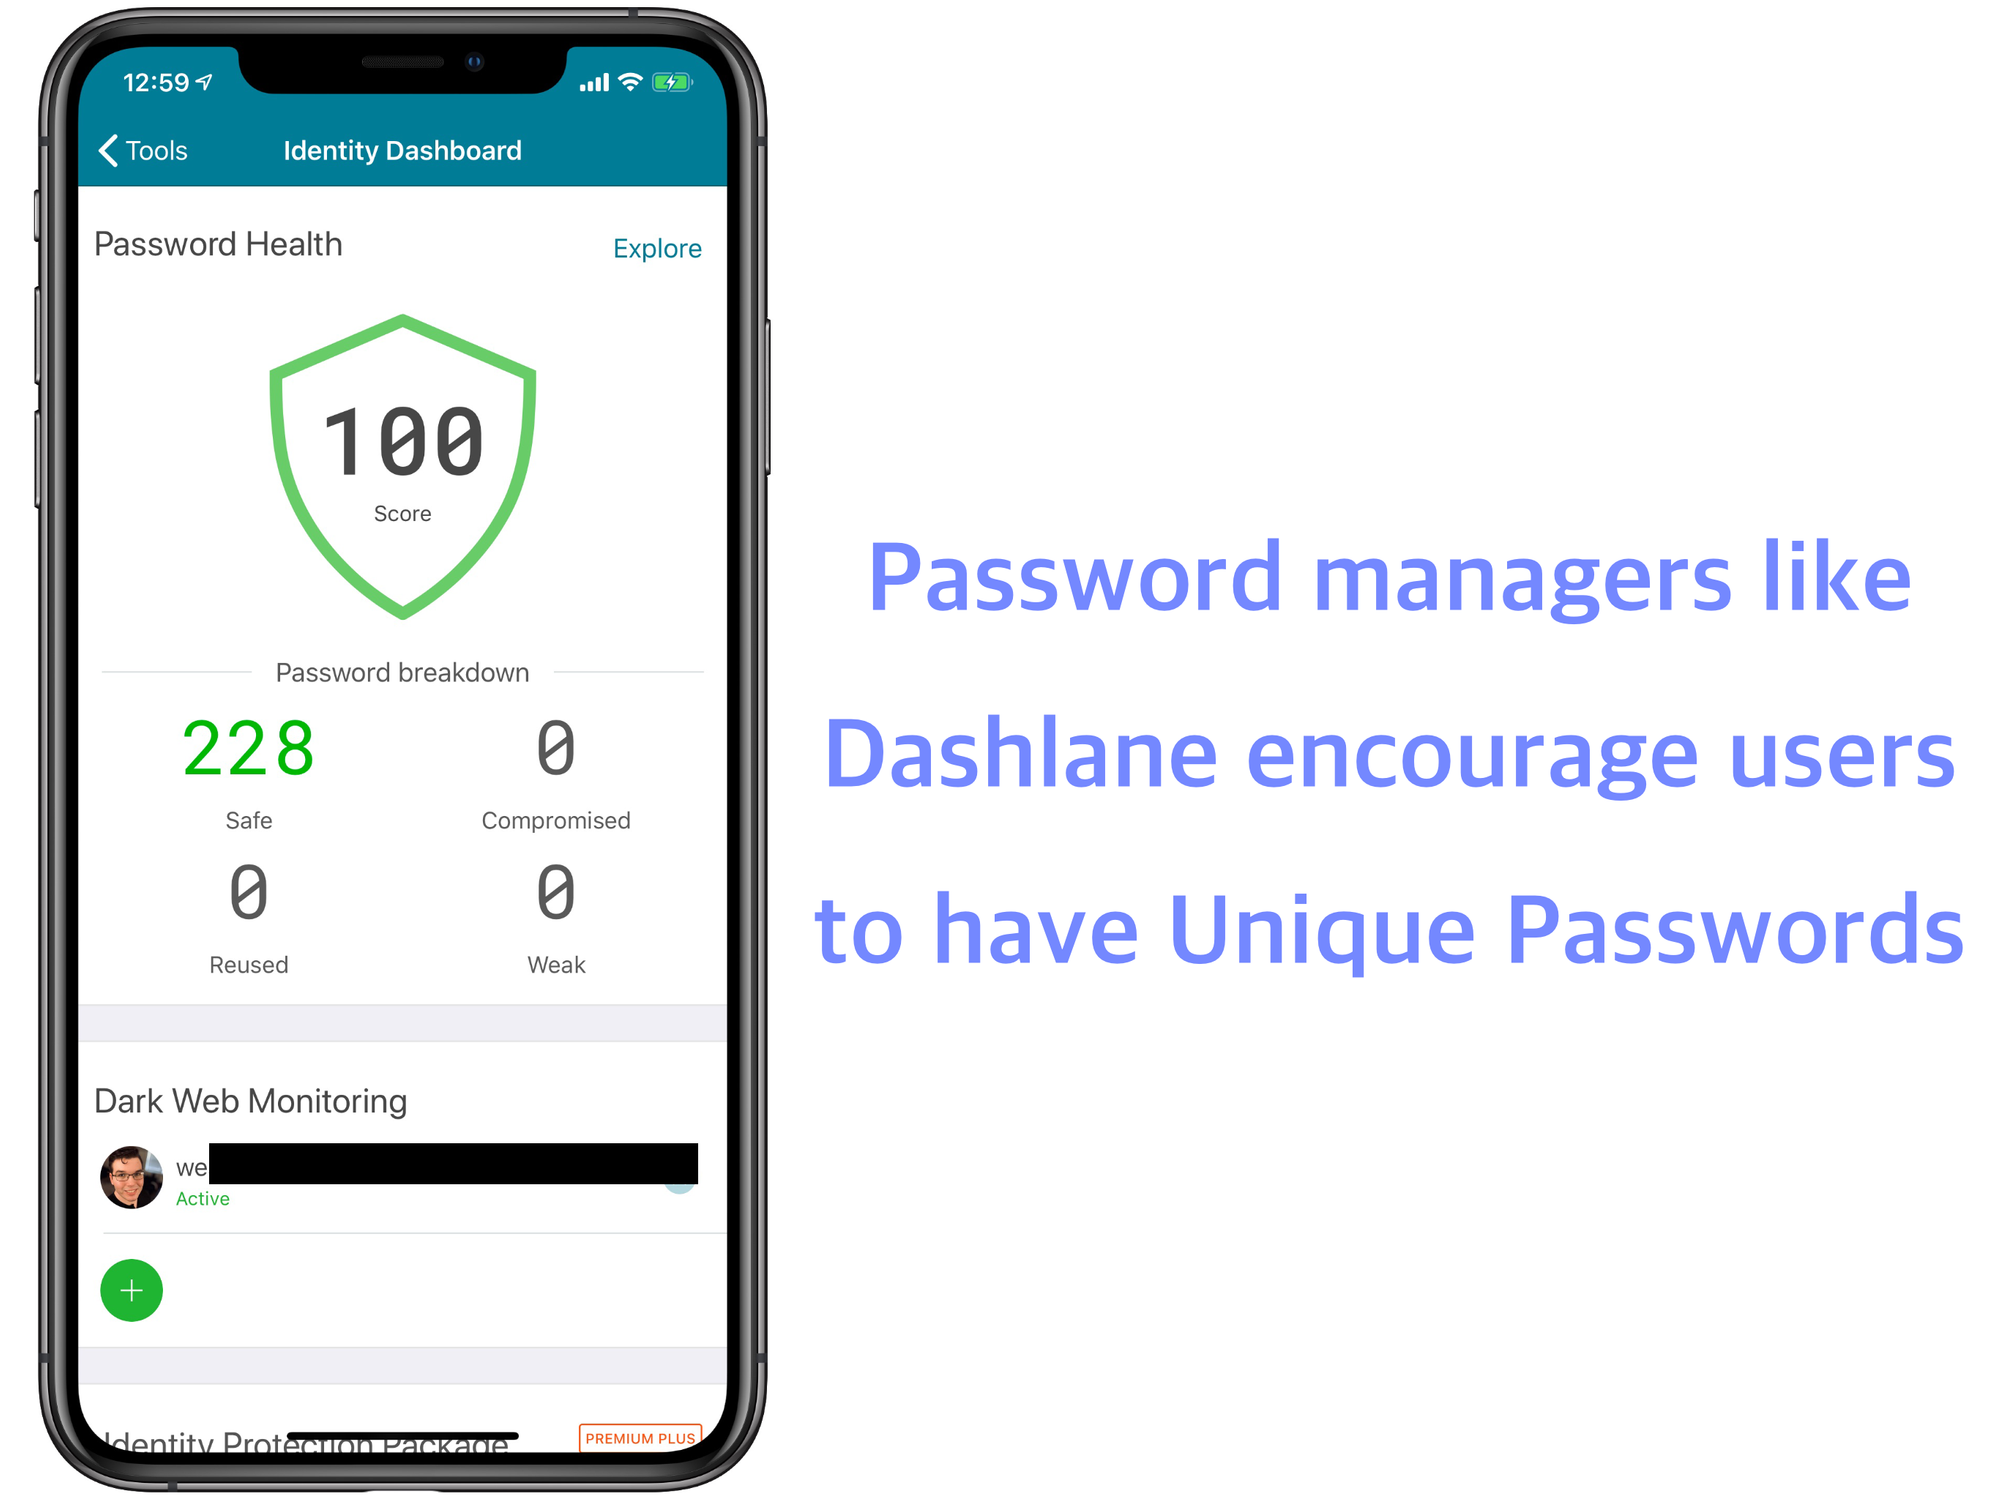 12:59
Tools
Identity Dashboard
Password Health
Explore
100
Score
Password breakdown
228
0
Safe
Compromised
0
0
Reused
Weak
Dark Web Monitoring
we
Active
Identity Protection Package
PREMIUM PLUS
Password managers like
Dashlane encourage users
to have Unique Passwords